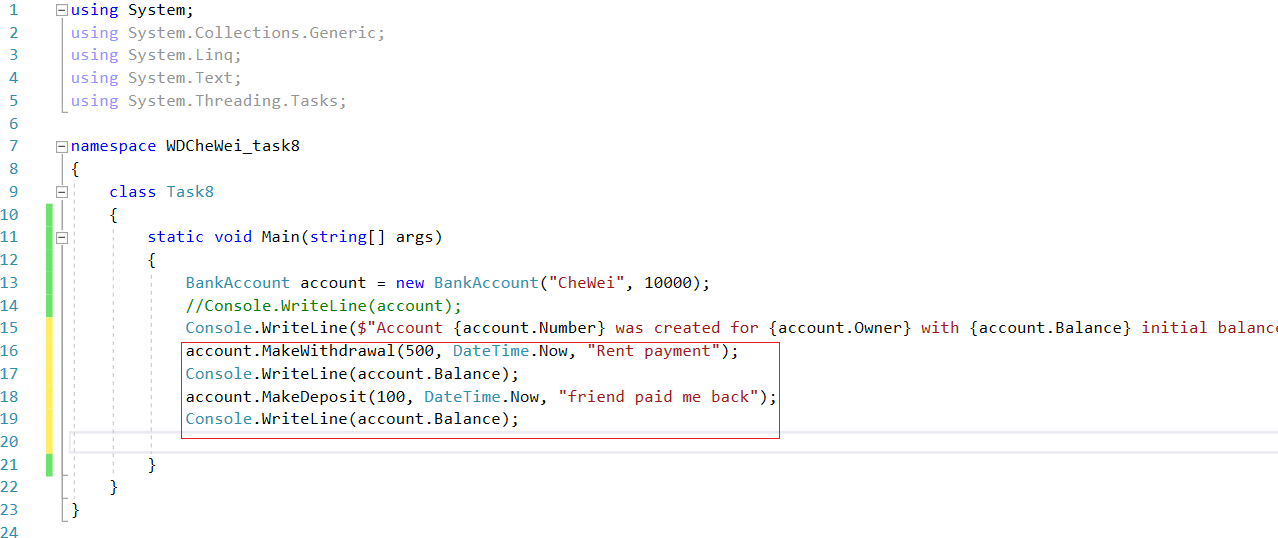 1 using System;
2 using System.Collections.Generic;
3 using System.Linq;
4 using System.Text;
5 using System.Threading.Tasks;
6
7 namespace WDCheWei_task8
8 {
9 class Task8
10 {
11 static void Main(string[] args)
12 {
13 BankAccount account = new BankAccount("CheWei", 10000);
14 //Console.WriteLine(account);
15 Console.WriteLine($"Account {account.Number} was created for {account.Owner} with {account.Balance} initial balance
16 account.MakeWithdrawal(500, DateTime.Now, "Rent payment");
17 Console.WriteLine(account.Balance);
18 account.MakeDeposit(100, DateTime.Now, "friend paid me back");
19 Console.WriteLine(account.Balance);
20
21 }
22 }
23 }
24